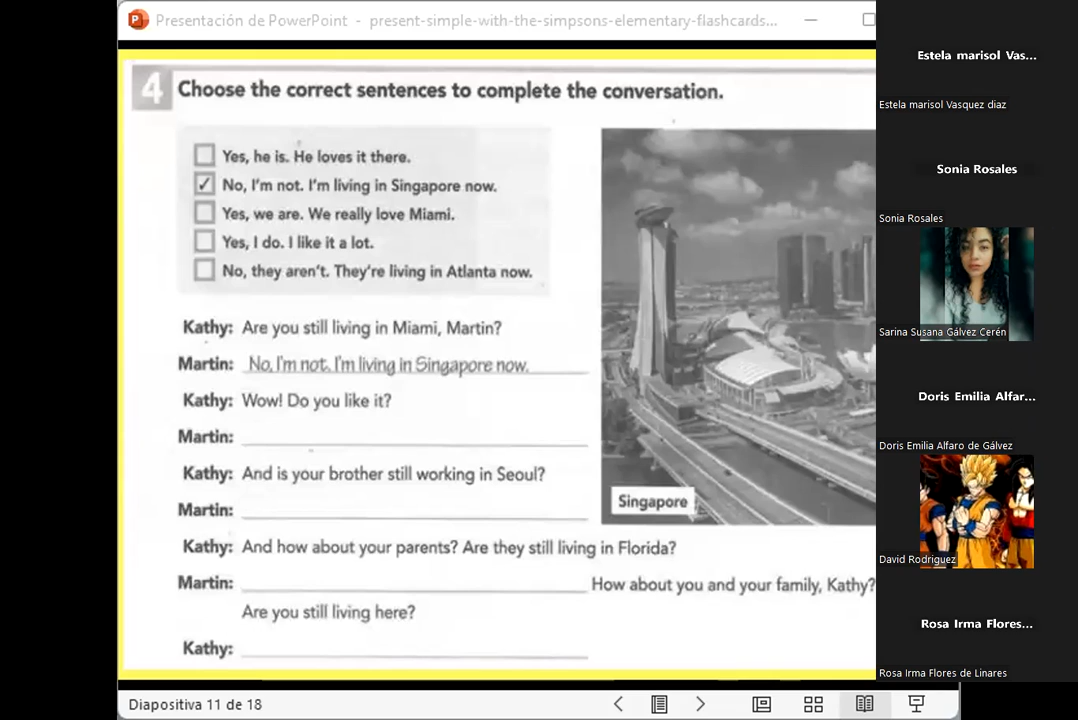 Presentación de PowerPoint - present-simple-with-the-simpsons-elementary-flashcards...
4 Choose the correct sentences to complete the conversation.
Yes, he is. He loves it there.
✓ No, I'm not. I'm living in Singapore now.
Yes, we are. We really love Miami.
Yes, I do. I like it a lot.
No, they aren't. They're living in Atlanta now.
Kathy: Are you still living in Miami, Martin?
Martin: No, I'm not. I'm living in Singapore now.
Kathy: Wow! Do you like it?
Martin:
Kathy: And is your brother still working in Seoul?
Martin:
Kathy: And how about your parents? Are they still living in Florida?
Martin: How about you and your family, Kathy?
Are you still living here?
Kathy:
Singapore
Diapositiva 11 de 18
Estela marisol Vas...
Estela marisol Vasquez diaz
Sonia Rosales
Sonia Rosales
Sarina Susana Gálvez Cerén
Doris Emilia Alfar...
Doris Emilia Alfaro de Gálvez
David Rodriguez
Rosa Irma Flores...
Rosa Irma Flores de Linares